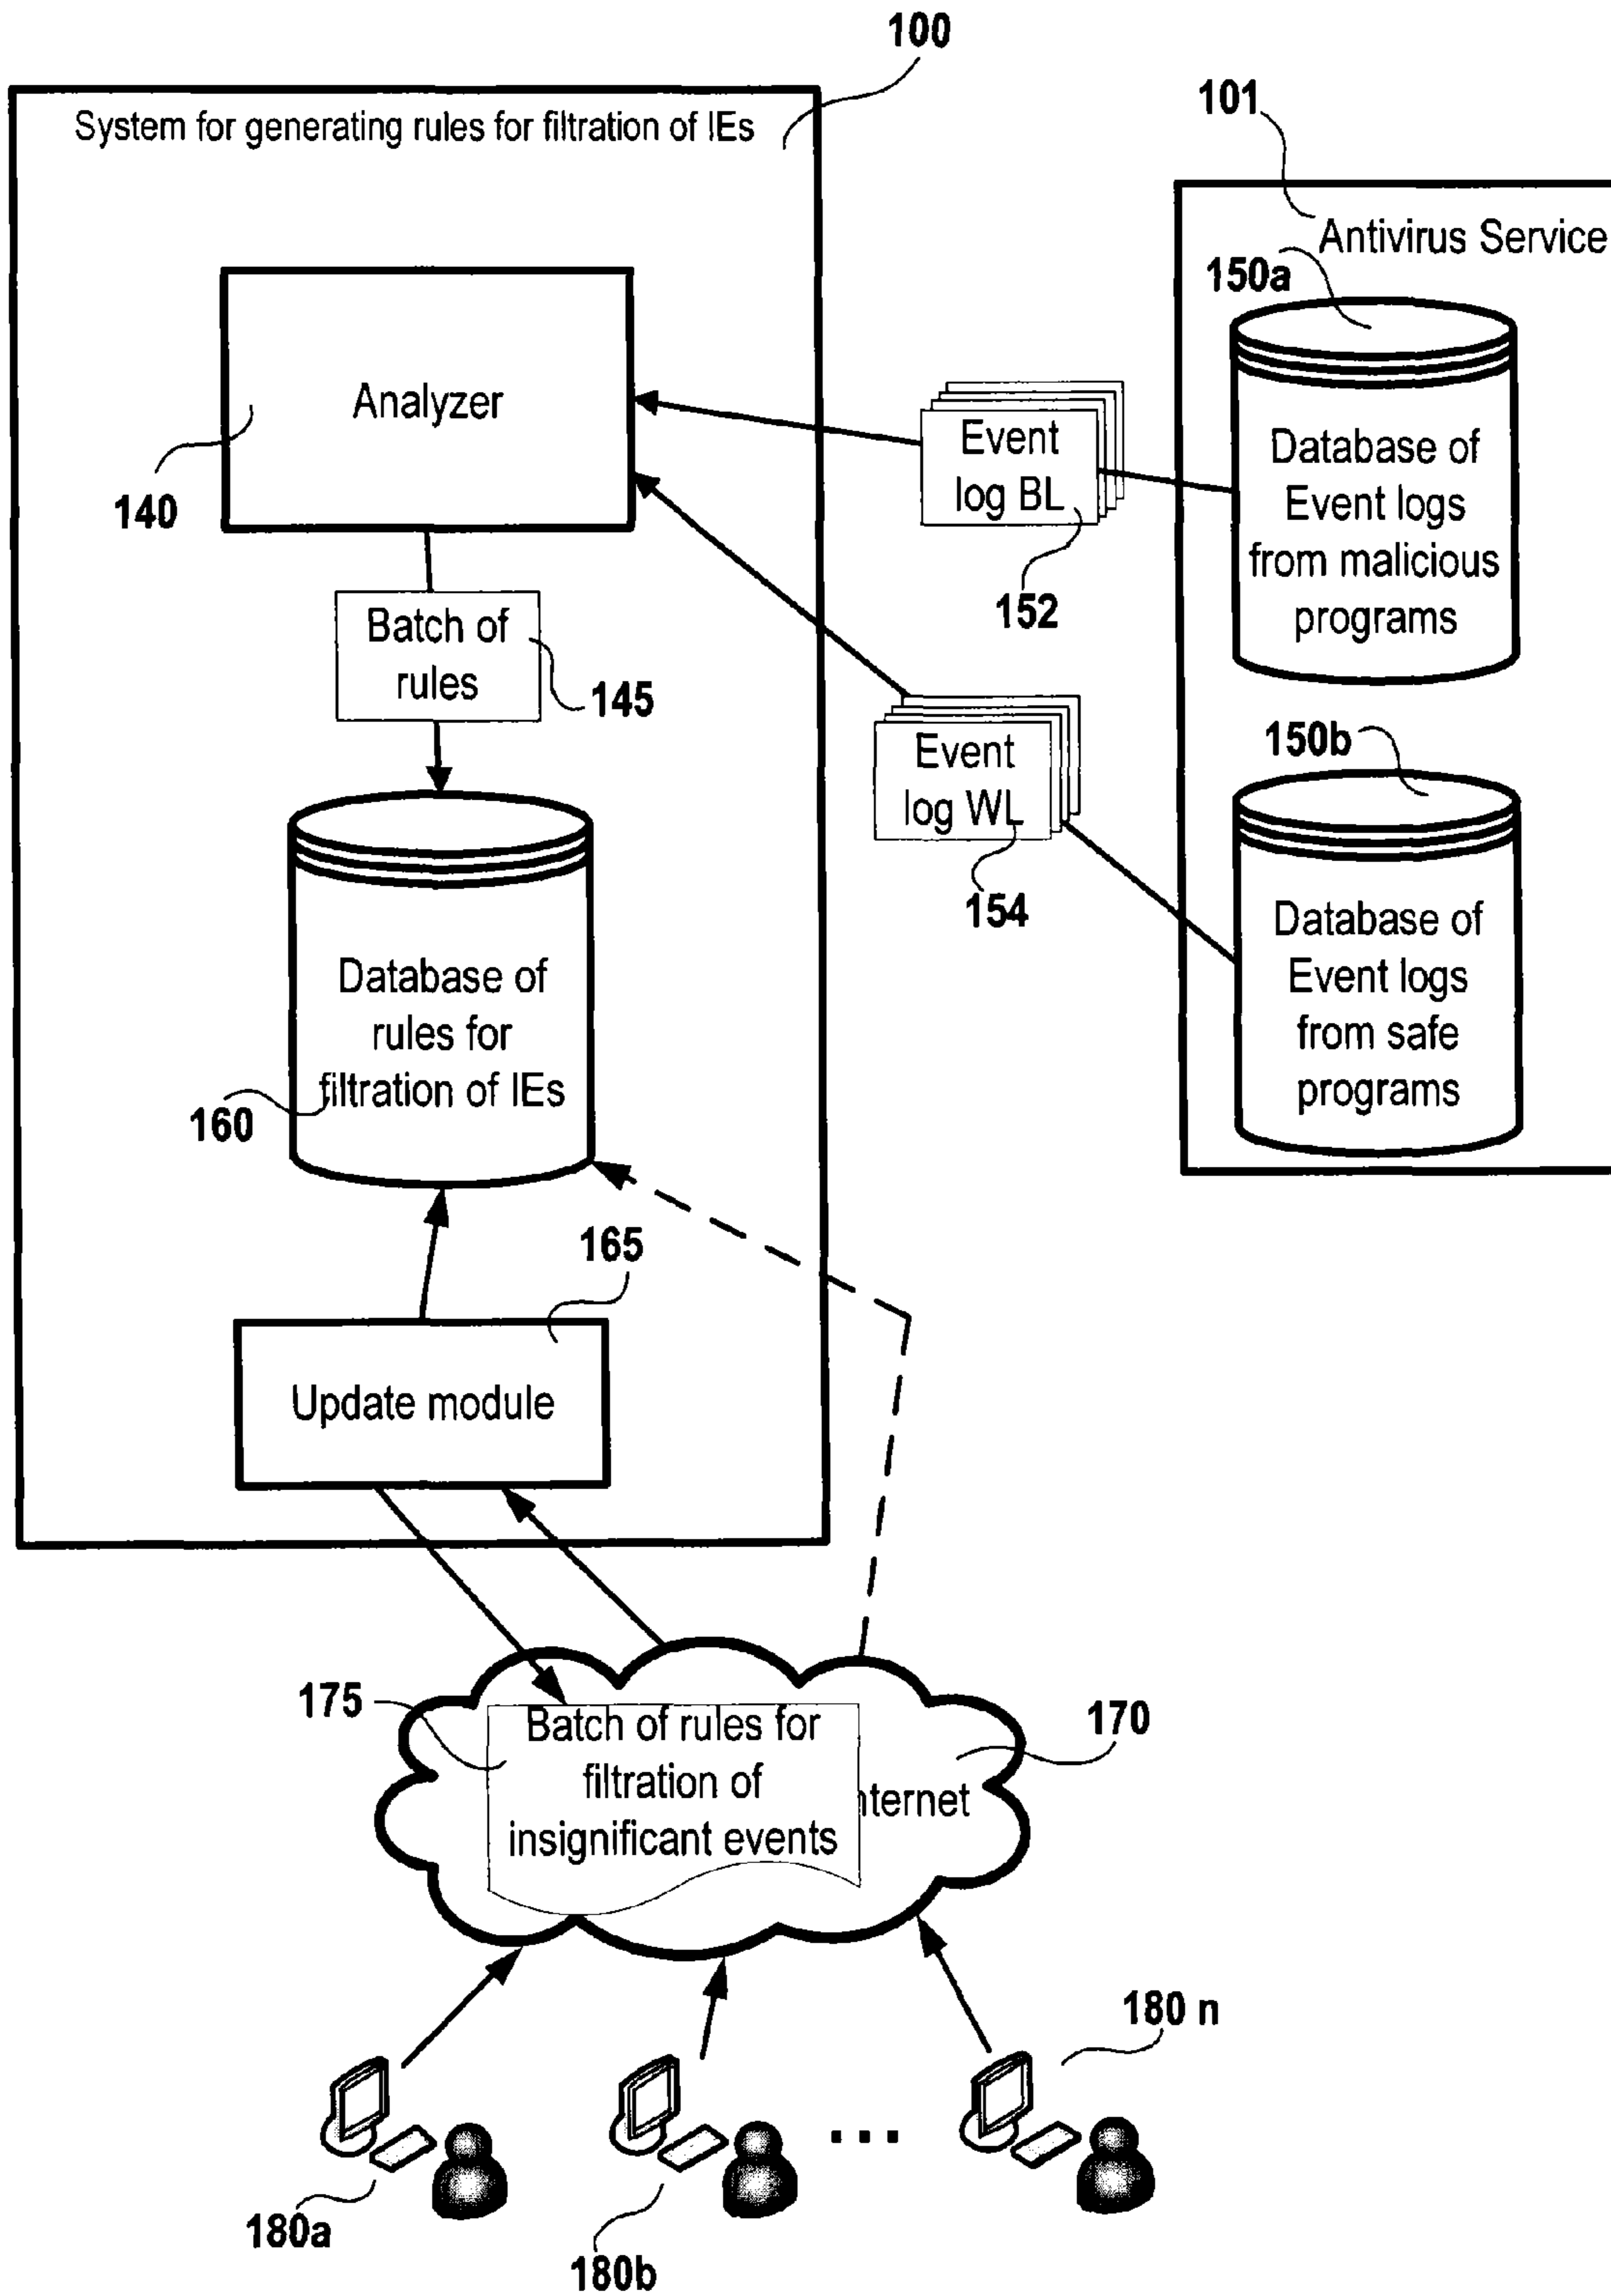 100
System for generating rules for filtration of IEs
101
Antivirus Service
150a
Analyzer
140
Event
log BL
152
Database of
Event logs
from malicious
programs
Batch of
rules
145
Event
log WL
154
150b
Database of
Event logs
from safe
programs
Database of
rules for
filtration of IEs
160
165
Update module
175
Batch of rules for
filtration of
insignificant events
nternet
170
180 n
...
180a
180b